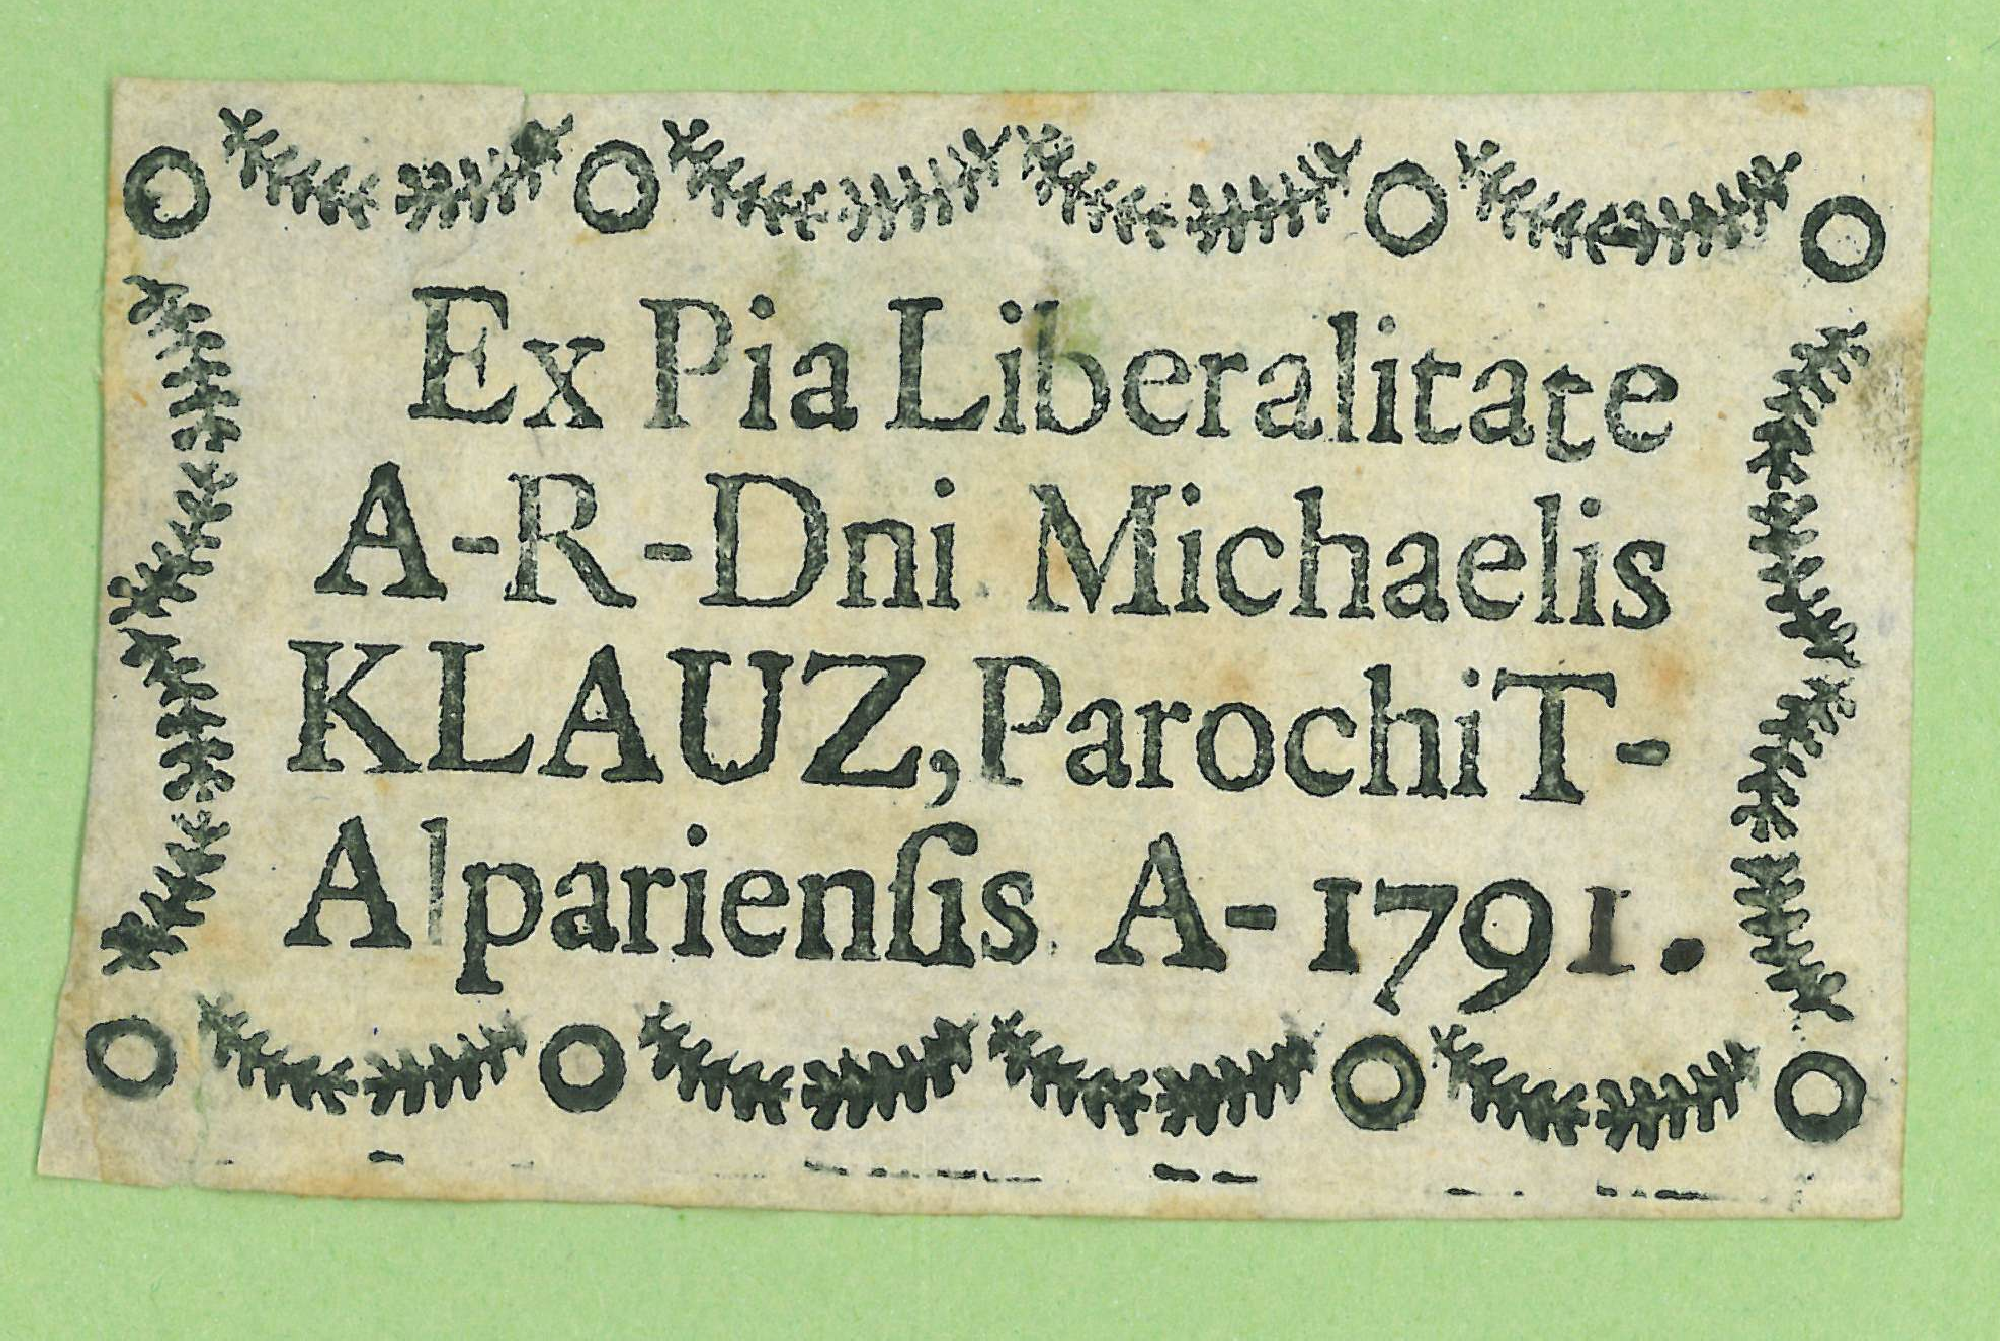 Ex Pia Liberalitate
A-R-Dni Michaelis
KLAUZ, Parochi T-
Alparienſis A-1791.